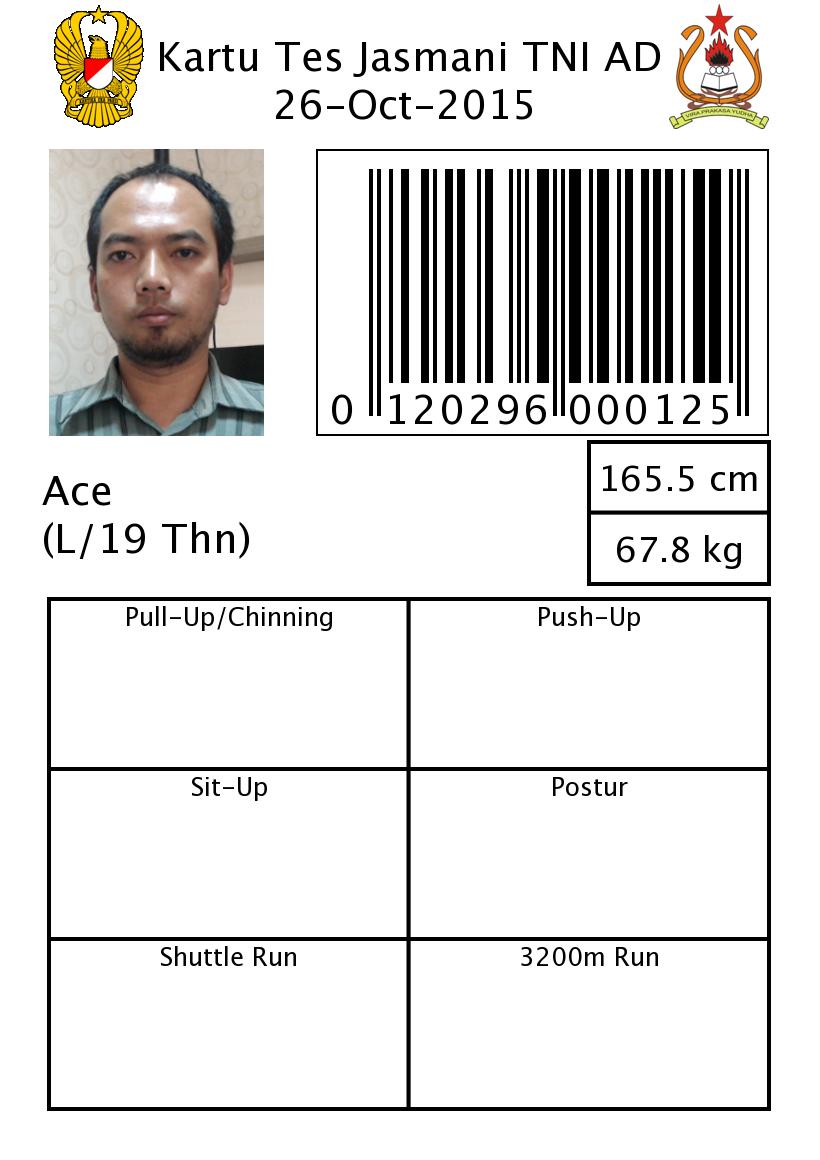 Kartu Tes Jasmani TNI AD
26-Oct-2015
VIRA PRAKASA YUDHA
0 120296 000125
165.5 cm
Ace
(L/19 Thn)
67.8 kg
Pull-Up/Chinning
Push-Up
Sit-Up
Postur
Shuttle Run
3200m Run